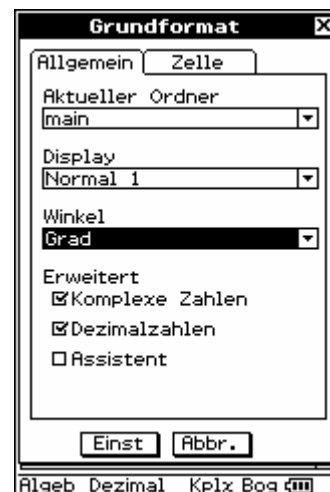 Grundformat
Allgemein Zelle
Aktueller Ordner
main
Display
Normal 1
Winkel
Grad
Erweitert
Komplexe Zahlen
Dezimalzahlen
Assistent
Einst Abbr.
Algeb Dezimal Kplx Bog